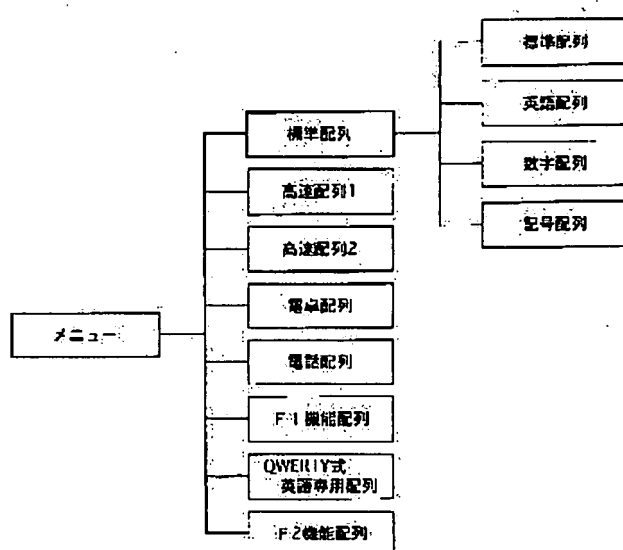 標準配列
英語配列
標準配列
数字配列
高速配列1
記号配列
高速配列2
電卓配列
メニュー
電話配列
F-1 機能配列
QWERTY式
英語専用配列
F-2機能配列